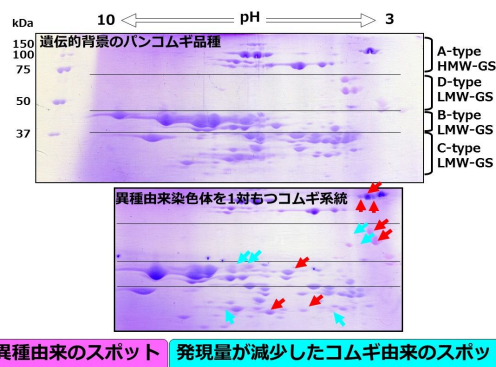 10 pH 3
kDa
150
100
75
50
37
遺伝的背景のパンコムギ品種
A-type
HMW-GS
D-type
LMW-GS
B-type
LMW-GS
C-type
LMW-GS
異種由来染色体を1対もつコムギ系統
異種由来のスポット
発現量が減少したコムギ由来のスポッ